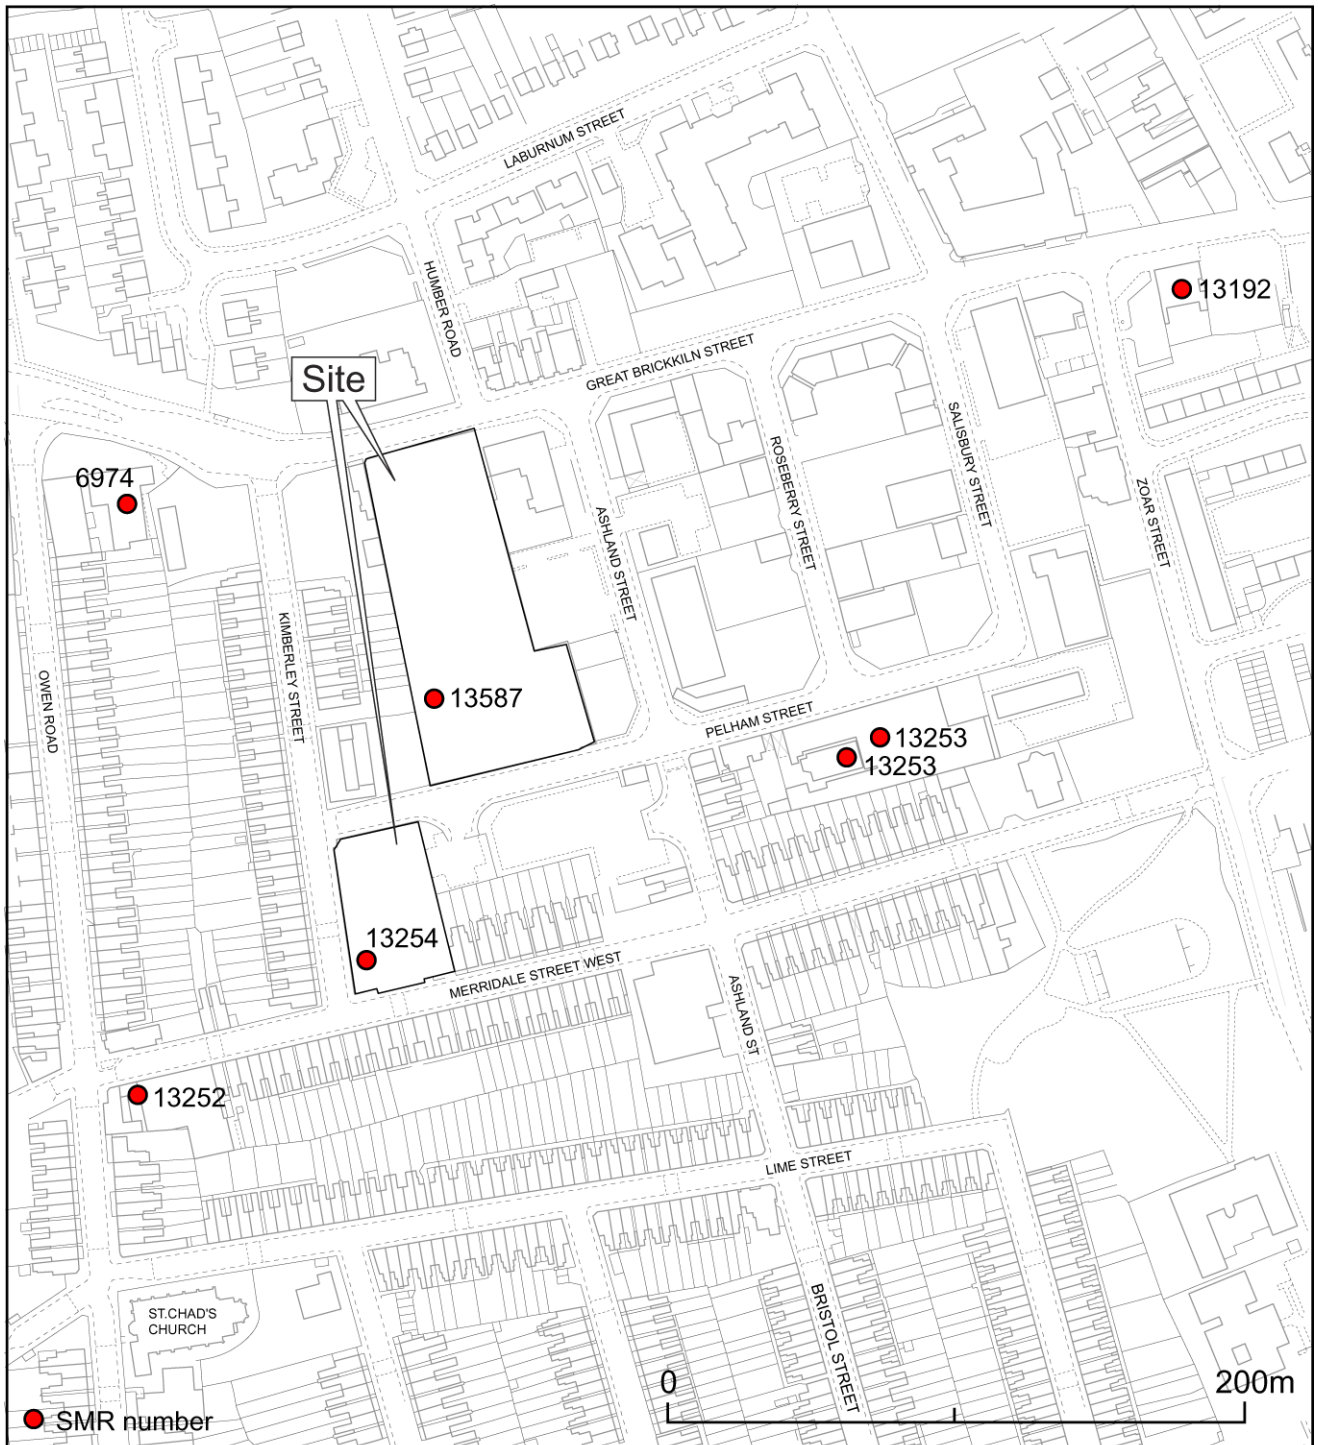 LABURNUM STREET
HUMBER ROAD
13192
GREAT BRICKKILN STREET
Site
SALISBURY STREET
ROSEBERRY STREET
6974
ZOAR STREET
ASHLAND STREET
KIMBERLEY STREET
OWEN ROAD
13587
PELHAM STREET
13253
13253
13254
MERRIDALE STREET WEST
ASHLAND ST
13252
LIME STREET
ST.CHAD'S
CHURCH
BRISTOL STREET
0
200m
SMR number